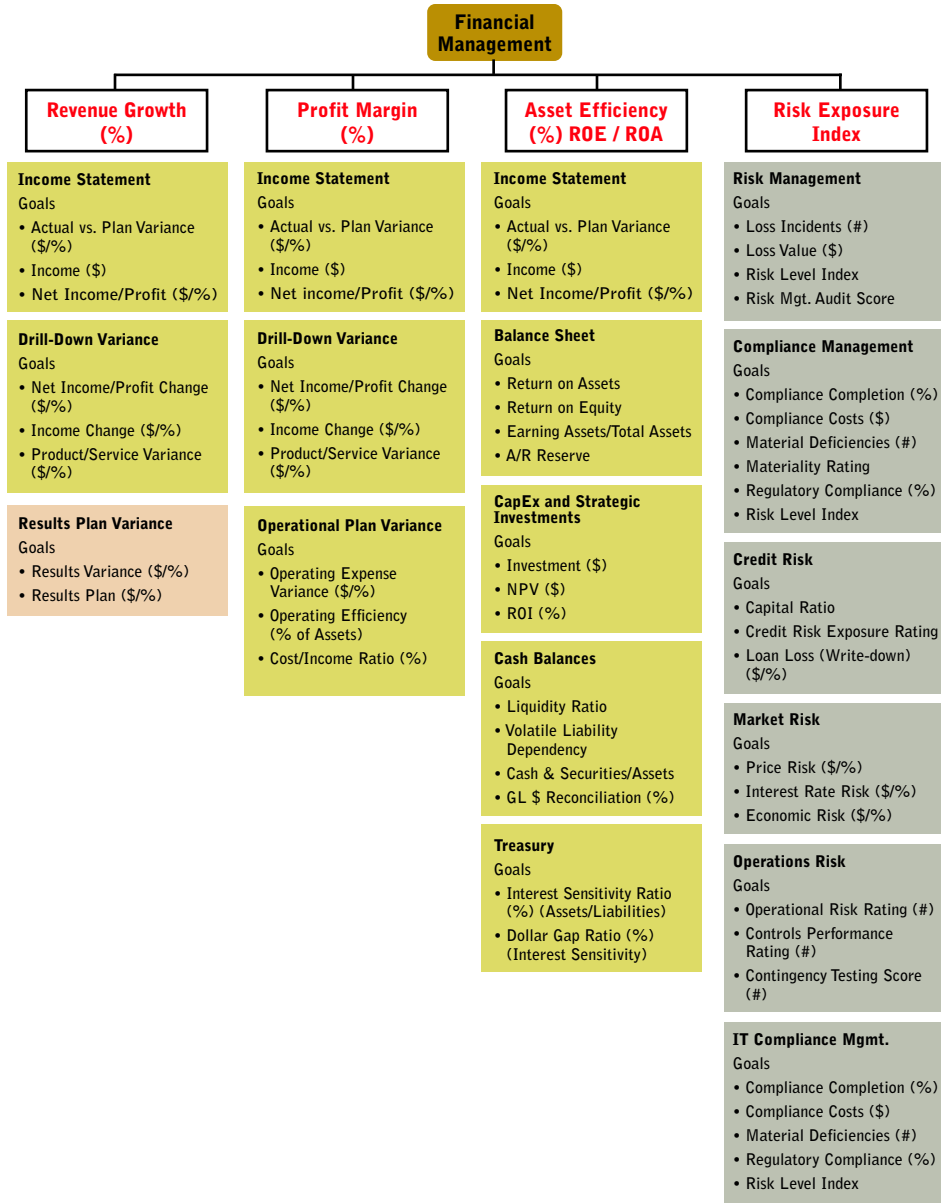 Financial
Management
Revenue Growth
(%)
Profit Margin
(%)
Asset Efficiency
(%) ROE / ROA
Risk Exposure
Index
Income Statement
Goals
• Actual vs. Plan Variance
($/%)
• Income ($)
• Net Income/Profit ($/%)
Drill-Down Variance
Goals
• Net Income/Profit Change
($/%)
• Income Change ($/%)
• Product/Service Variance
($/%)
Results Plan Variance
Goals
• Results Variance ($/%)
• Results Plan ($/%)
Income Statement
Goals
• Actual vs. Plan Variance
($/%)
• Income ($)
• Net income/Profit ($/%)
Drill-Down Variance
Goals
• Net Income/Profit Change
($/%)
• Income Change ($/%)
• Product/Service Variance
($/%)
Operational Plan Variance
Goals
• Operating Expense
Variance ($/%)
• Operating Efficiency
(% of Assets)
• Cost/Income Ratio (%)
Income Statement
Goals
• Actual vs. Plan Variance
($/%)
• Income ($)
• Net Income/Profit ($/%)
Balance Sheet
Goals
• Return on Assets
• Return on Equity
• Earning Assets/Total Assets
• A/R Reserve
CapEx and Strategic
Investments
Goals
• Investment ($)
• NPV ($)
• ROI (%)
Cash Balances
Goals
• Liquidity Ratio
• Volatile Liability
Dependency
• Cash & Securities/Assets
• GL $ Reconciliation (%)
Treasury
Goals
• Interest Sensitivity Ratio
(%) (Assets/Liabilities)
• Dollar Gap Ratio (%)
(Interest Sensitivity)
Risk Management
Goals
• Loss Incidents (#)
• Loss Value ($)
• Risk Level Index
• Risk Mgt. Audit Score
Compliance Management
Goals
• Compliance Completion (%)
• Compliance Costs ($)
• Material Deficiencies (#)
• Materiality Rating
• Regulatory Compliance (%)
• Risk Level Index
Credit Risk
Goals
• Capital Ratio
• Credit Risk Exposure Rating
• Loan Loss (Write-down)
($/%)
Market Risk
Goals
• Price Risk ($/%)
• Interest Rate Risk ($/%)
• Economic Risk ($/%)
Operations Risk
Goals
• Operational Risk Rating (#)
• Controls Performance
Rating (#)
• Contingency Testing Score
(#)
IT Compliance Mgmt.
Goals
• Compliance Completion (%)
• Compliance Costs ($)
• Material Deficiencies (#)
• Regulatory Compliance (%)
• Risk Level Index